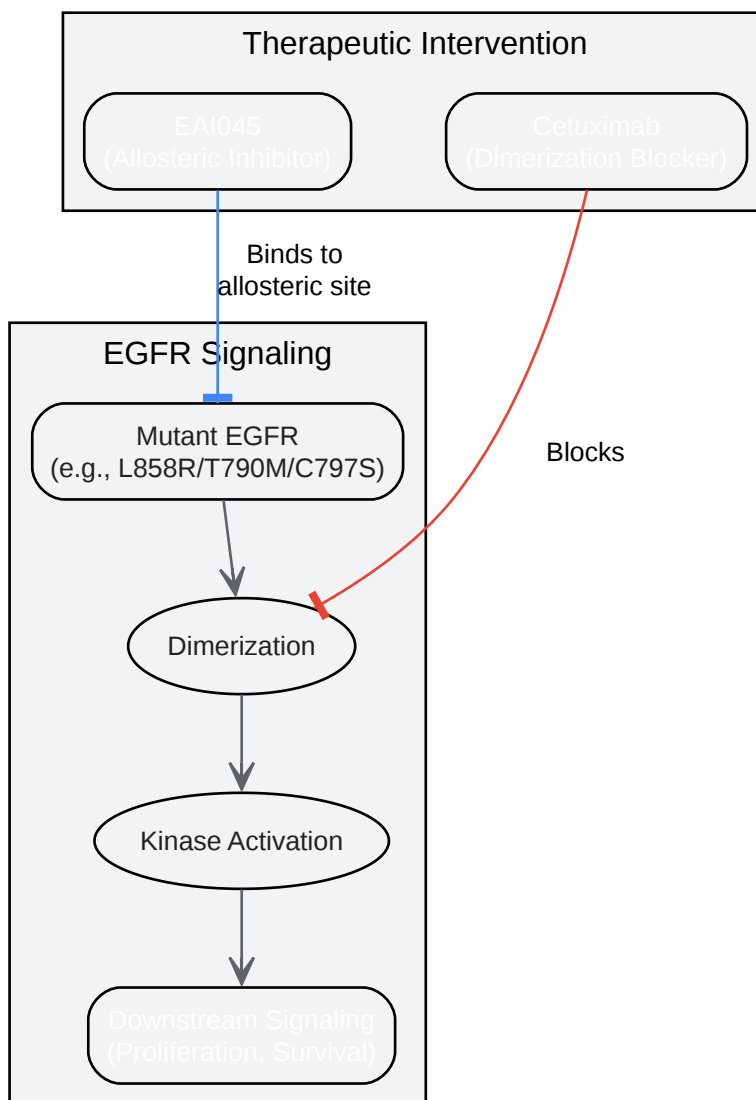 Therapeutic Intervention
EAI045
(Allosteric Inhibitor)
Cetuximab
(Dimerization Blocker)
Binds to
allosteric site
EGFR Signaling
Mutant EGFR
(e.g., L858R/T790M/C797S)
Blocks
Dimerization
Kinase Activation
Downstream Signaling
(Proliferation, Survival)